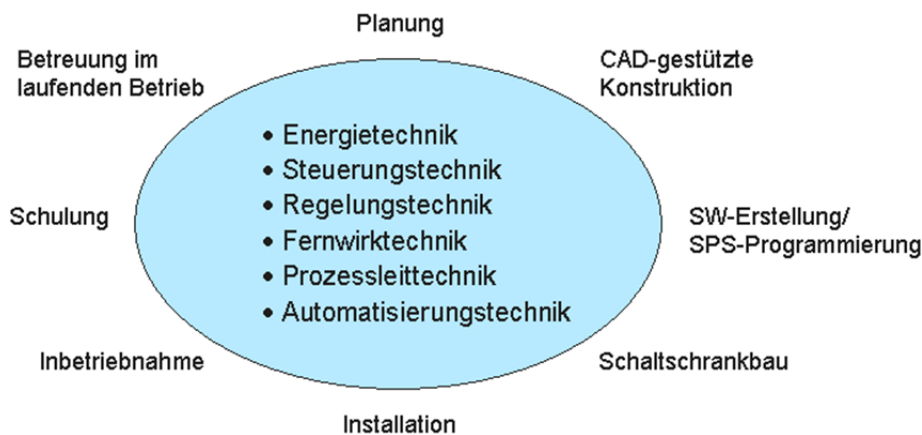 Planung
Betreuung im
laufenden Betrieb
CAD-gestützte
Konstruktion
• Energietechnik
• Steuerungstechnik
• Regelungstechnik
• Fernwirktechnik
• Prozessleittechnik
• Automatisierungstechnik
Schulung
SW-Erstellung/
SPS-Programmierung
Inbetriebnahme
Schaltschrankbau
Installation